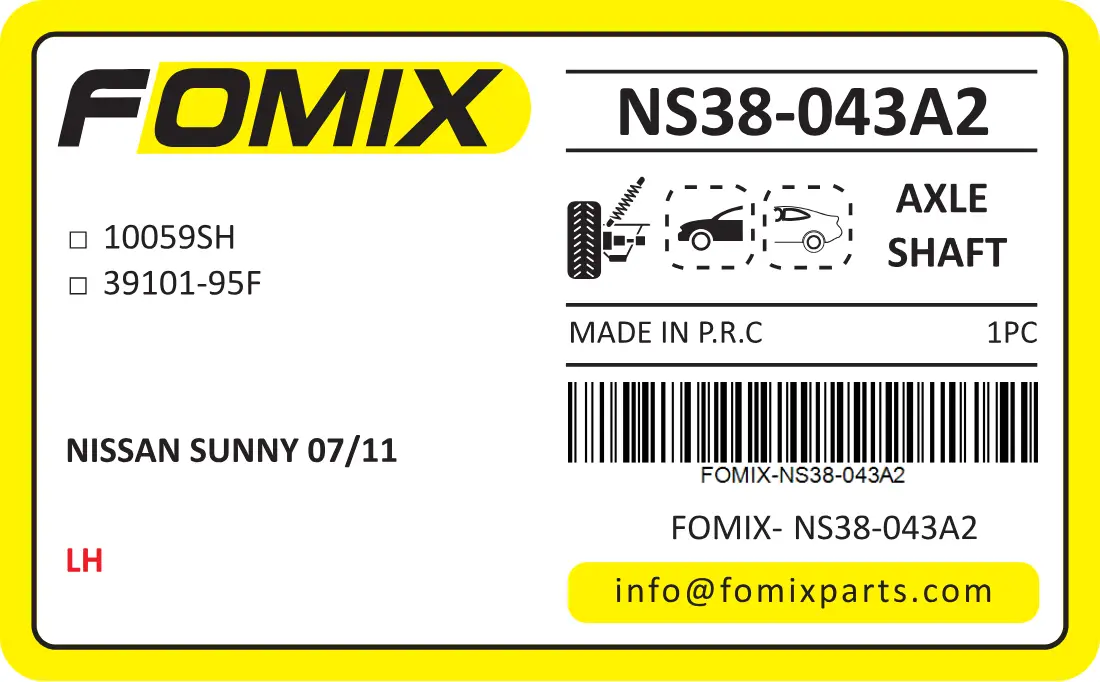 FOMIX
NS38-043A2
AXLE
SHAFT
□ 10059SH
□ 39101-95F
MADE IN P.R.C 1PC
NISSAN SUNNY 07/11
FOMIX-NS38-043A2
FOMIX- NS38-043A2
LH
info@fomixparts.com